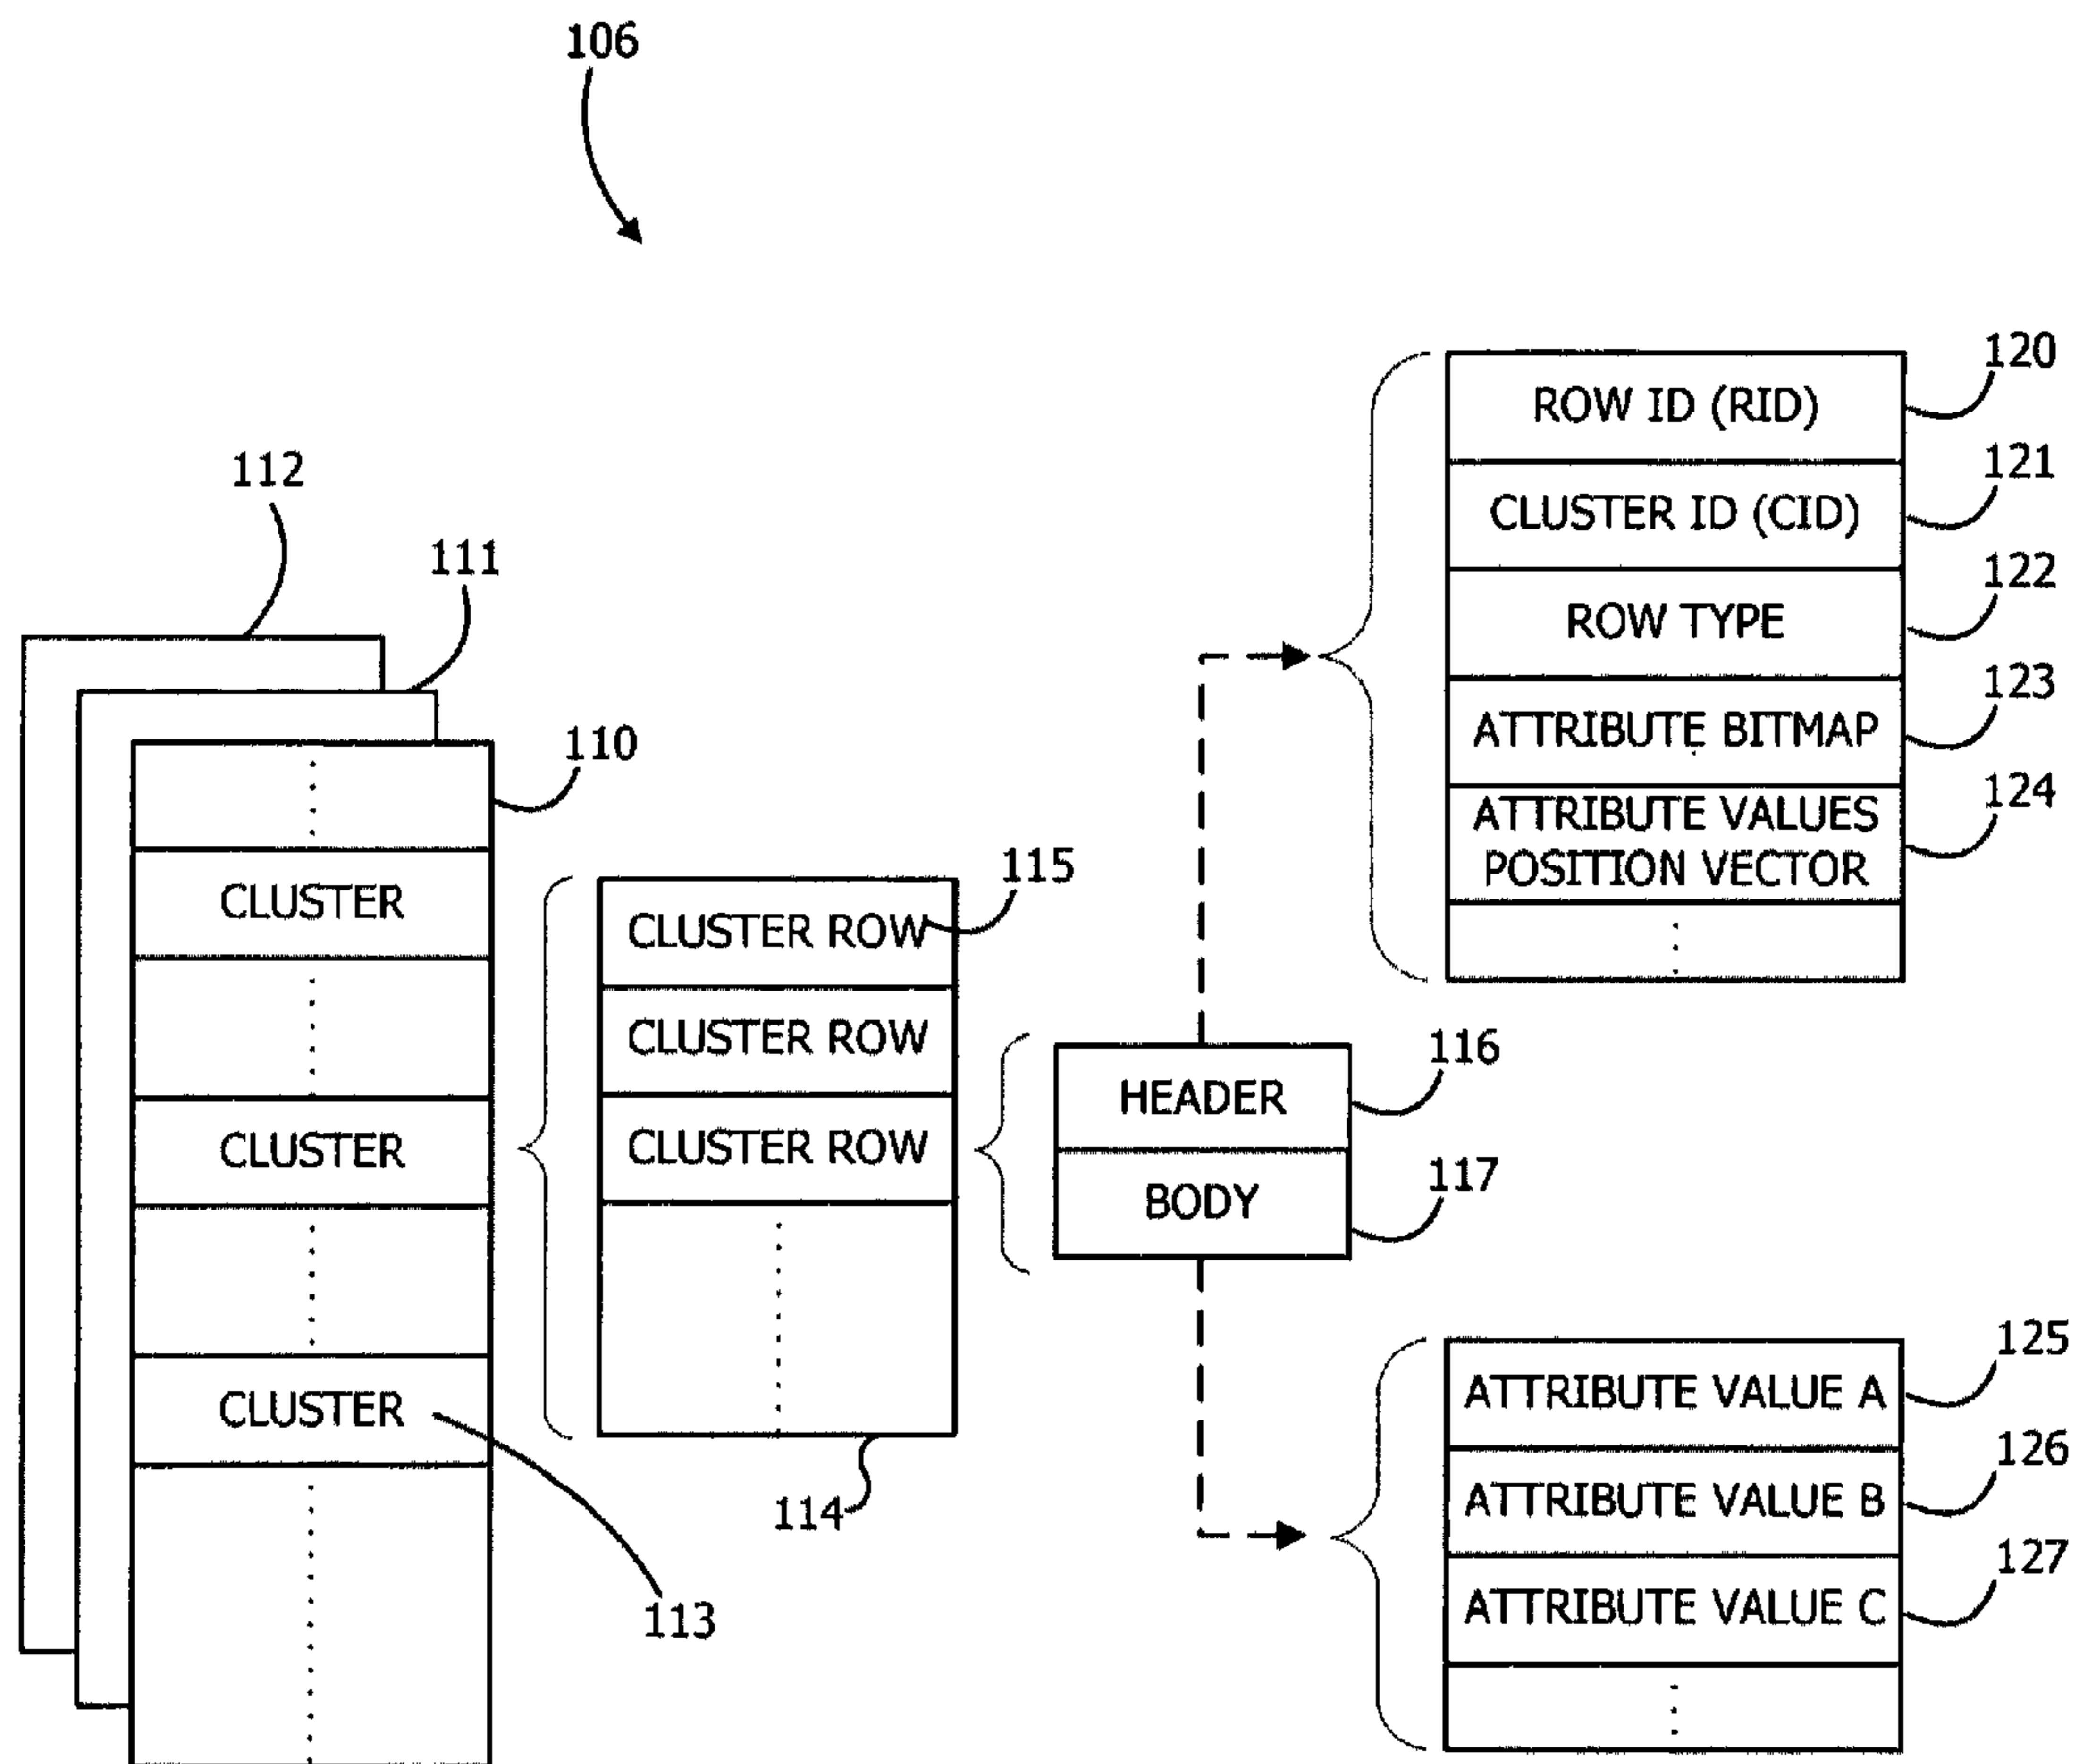 106
120
ROW ID (RID)
121
CLUSTER ID (CID)
122
ROW TYPE
123
ATTRIBUTE BITMAP
124
ATTRIBUTE VALUES
POSITION VECTOR
112
111
110
CLUSTER
CLUSTER
CLUSTER
113
115
CLUSTER ROW
CLUSTER ROW
CLUSTER ROW
114
116
HEADER
117
BODY
125
ATTRIBUTE VALUE A
126
ATTRIBUTE VALUE B
127
ATTRIBUTE VALUE C